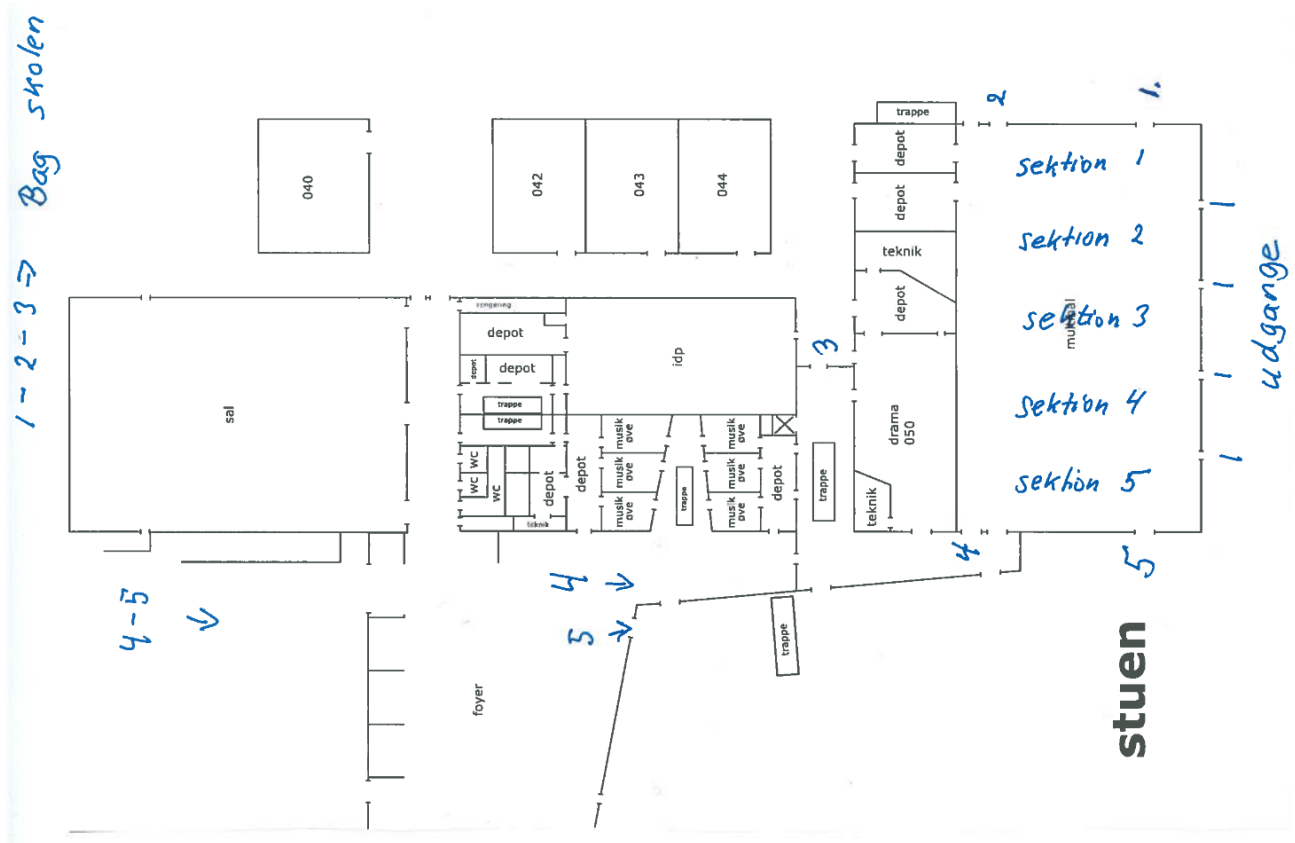 1-2-3 => Bag skolen
4-5 ↓
sal
040
042
043
044
rengøring
depot
depot
depot
trappe
trappe
WC
WC
WC
depot
teknik
depot
idp
musik øve
musik øve
musik øve
musik øve
musik øve
musik øve
trappe
depot
foyer
4 ↓
5 ↓
trappe
trappe
3
trappe
depot
depot
teknik
depot
drama
050
teknik
2
1.
sektion 1
sektion 2
sektion 3
multisal
sektion 4
sektion 5
4
5
udgange
stuen